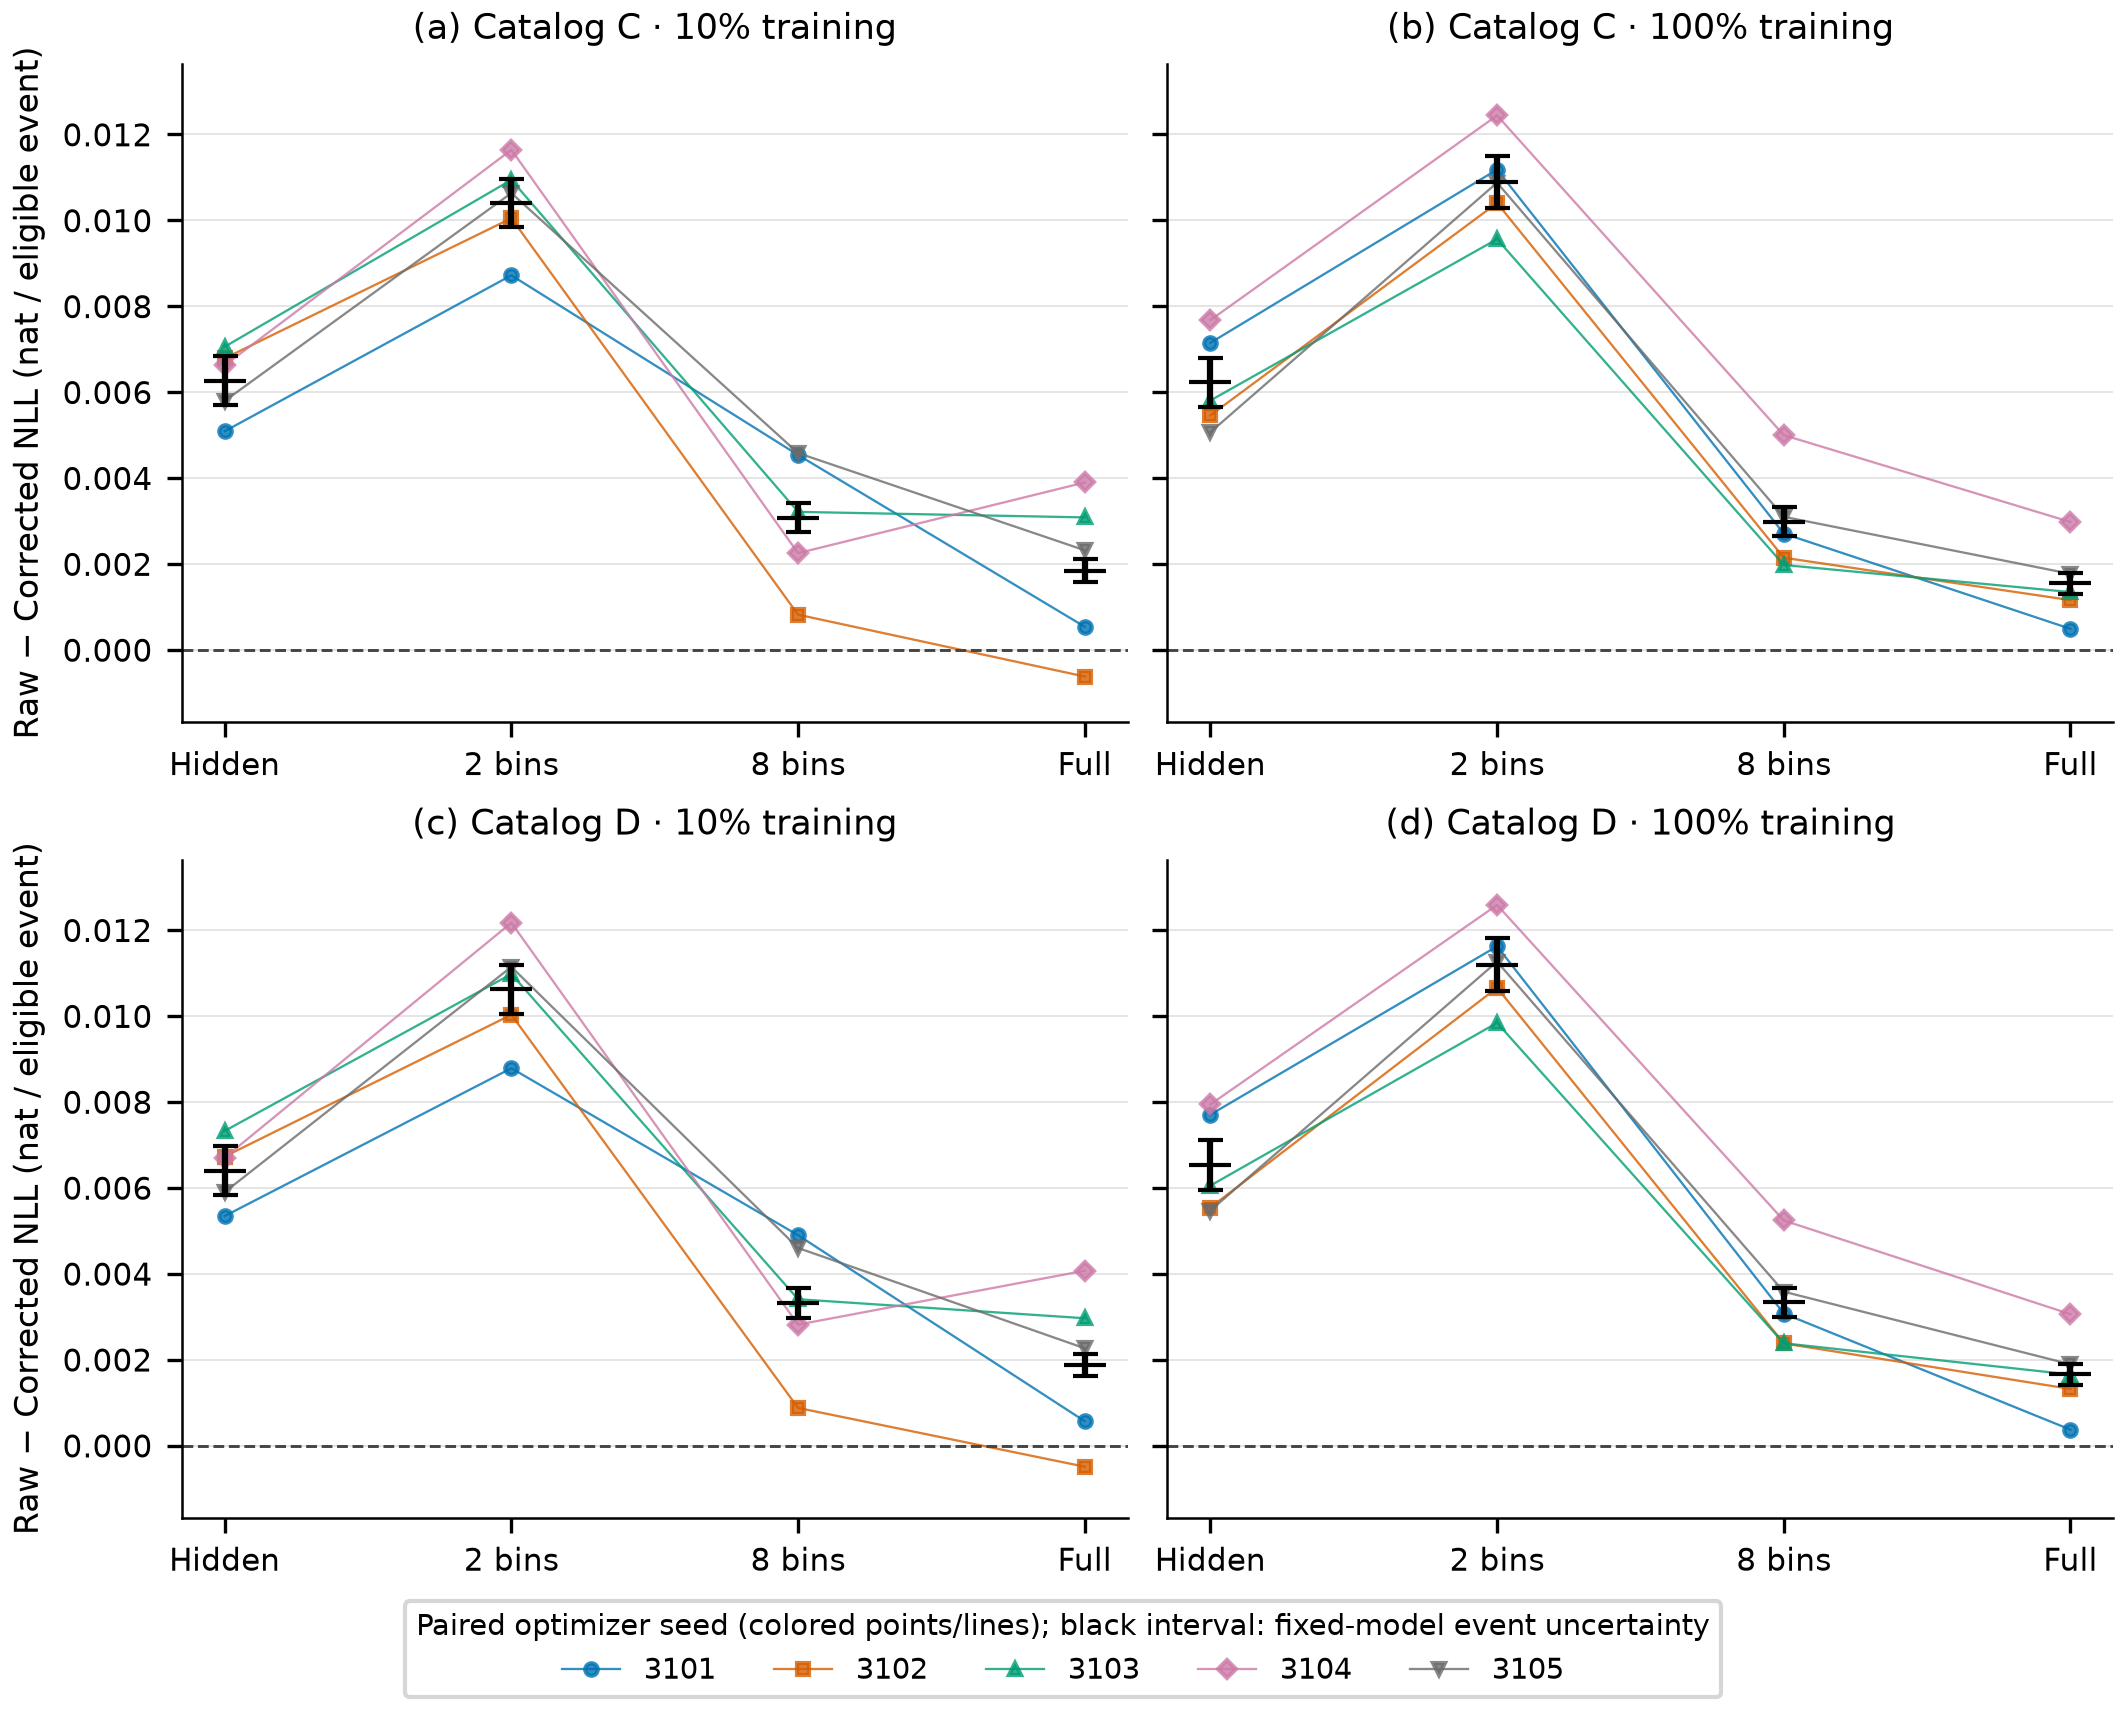 (a) Catalog C · 10% training
(b) Catalog C · 100% training
Raw − Corrected NLL (nat / eligible event)
0.012
0.010
0.008
0.006
0.004
0.002
0.000
Hidden 2 bins 8 bins Full
Hidden 2 bins 8 bins Full
(c) Catalog D · 10% training
(d) Catalog D · 100% training
Raw − Corrected NLL (nat / eligible event)
0.012
0.010
0.008
0.006
0.004
0.002
0.000
Hidden 2 bins 8 bins Full
Hidden 2 bins 8 bins Full
Paired optimizer seed (colored points/lines); black interval: fixed-model event uncertainty
3101 3102 3103 3104 3105